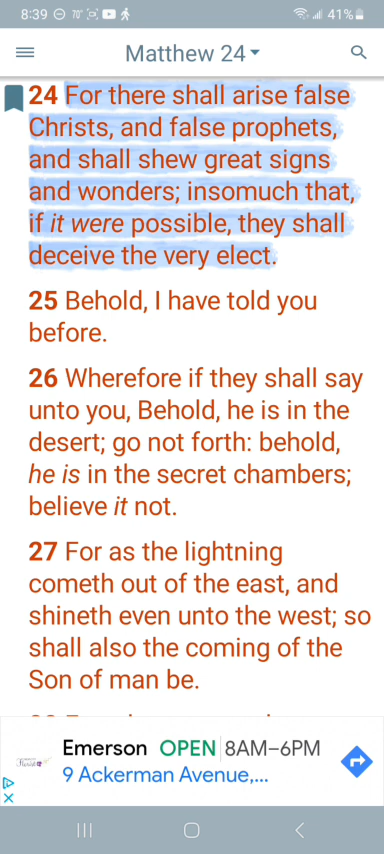 8:39 70° 41%
Matthew 24
24 For there shall arise false
Christs, and false prophets,
and shall shew great signs
and wonders; insomuch that,
if it were possible, they shall
deceive the very elect.
25 Behold, I have told you
before.
26 Wherefore if they shall say
unto you, Behold, he is in the
desert; go not forth: behold,
he is in the secret chambers;
believe it not.
27 For as the lightning
cometh out of the east, and
shineth even unto the west; so
shall also the coming of the
Son of man be.
Emerson OPEN 8AM–6PM
9 Ackerman Avenue,...